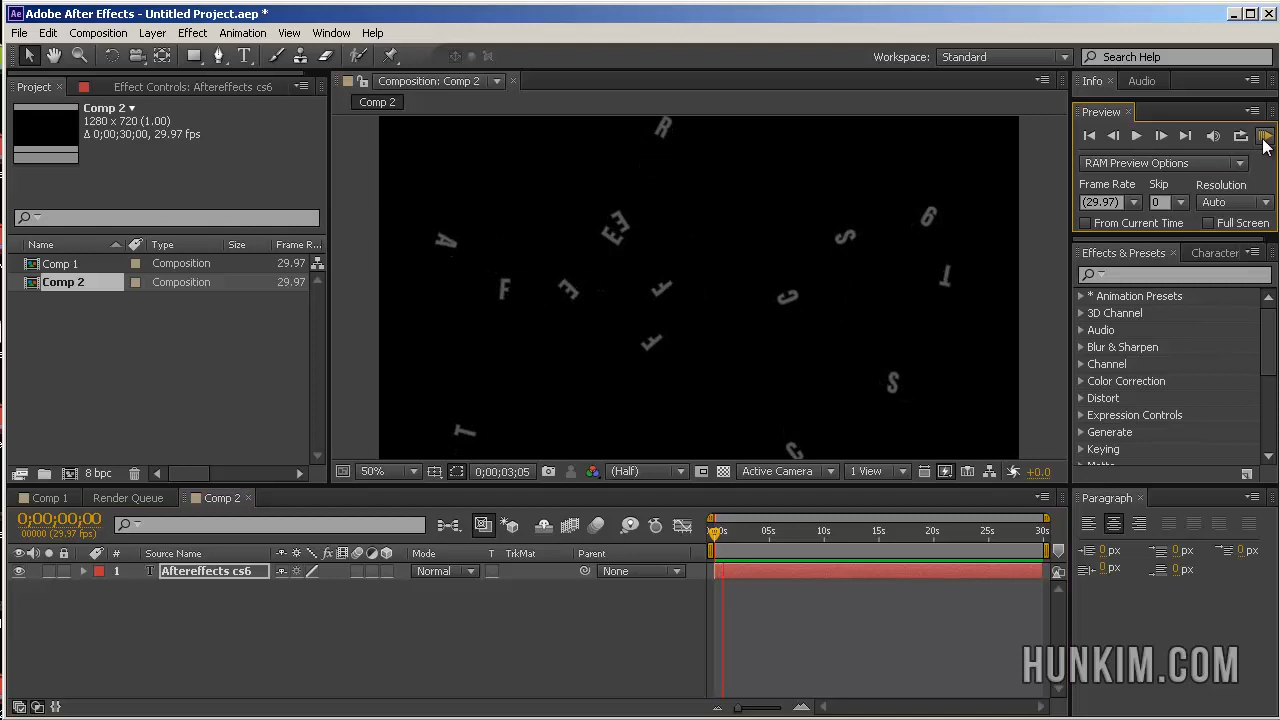 Adobe After Effects - Untitled Project.aep *
File Edit Composition Layer Effect Animation View Window Help
Workspace: Standard Search Help
Project × Effect Controls: Aftereffects cs6
Comp 2
1280 x 720 (1.00)
Δ 0;00;30;00, 29.97 fps
Name Type Size Frame R...
Comp 1 Composition 29.97
Comp 2 Composition 29.97
8 bpc
Composition: Comp 2 ×
Comp 2
R
A
E
E
S
6
F
E
F
C
T
F
S
T
C
50% 0;00;03;05 (Half) Active Camera 1 View +0.0
Info × Audio
Preview ×
RAM Preview Options
Frame Rate Skip Resolution
(29.97) 0 Auto
From Current Time Full Screen
Effects & Presets × Character
* Animation Presets
3D Channel
Audio
Blur & Sharpen
Channel
Color Correction
Distort
Expression Controls
Generate
Keying
Comp 1 Render Queue Comp 2 ×
0;00;00;00
00000 (29.97 fps)
05s 10s 15s 20s 25s 30s
# Source Name fx Mode T TrkMat Parent
1 T Aftereffects cs6 Normal None
Paragraph ×
0 px 0 px 0 px
0 px 0 px
HUNKIM.COM